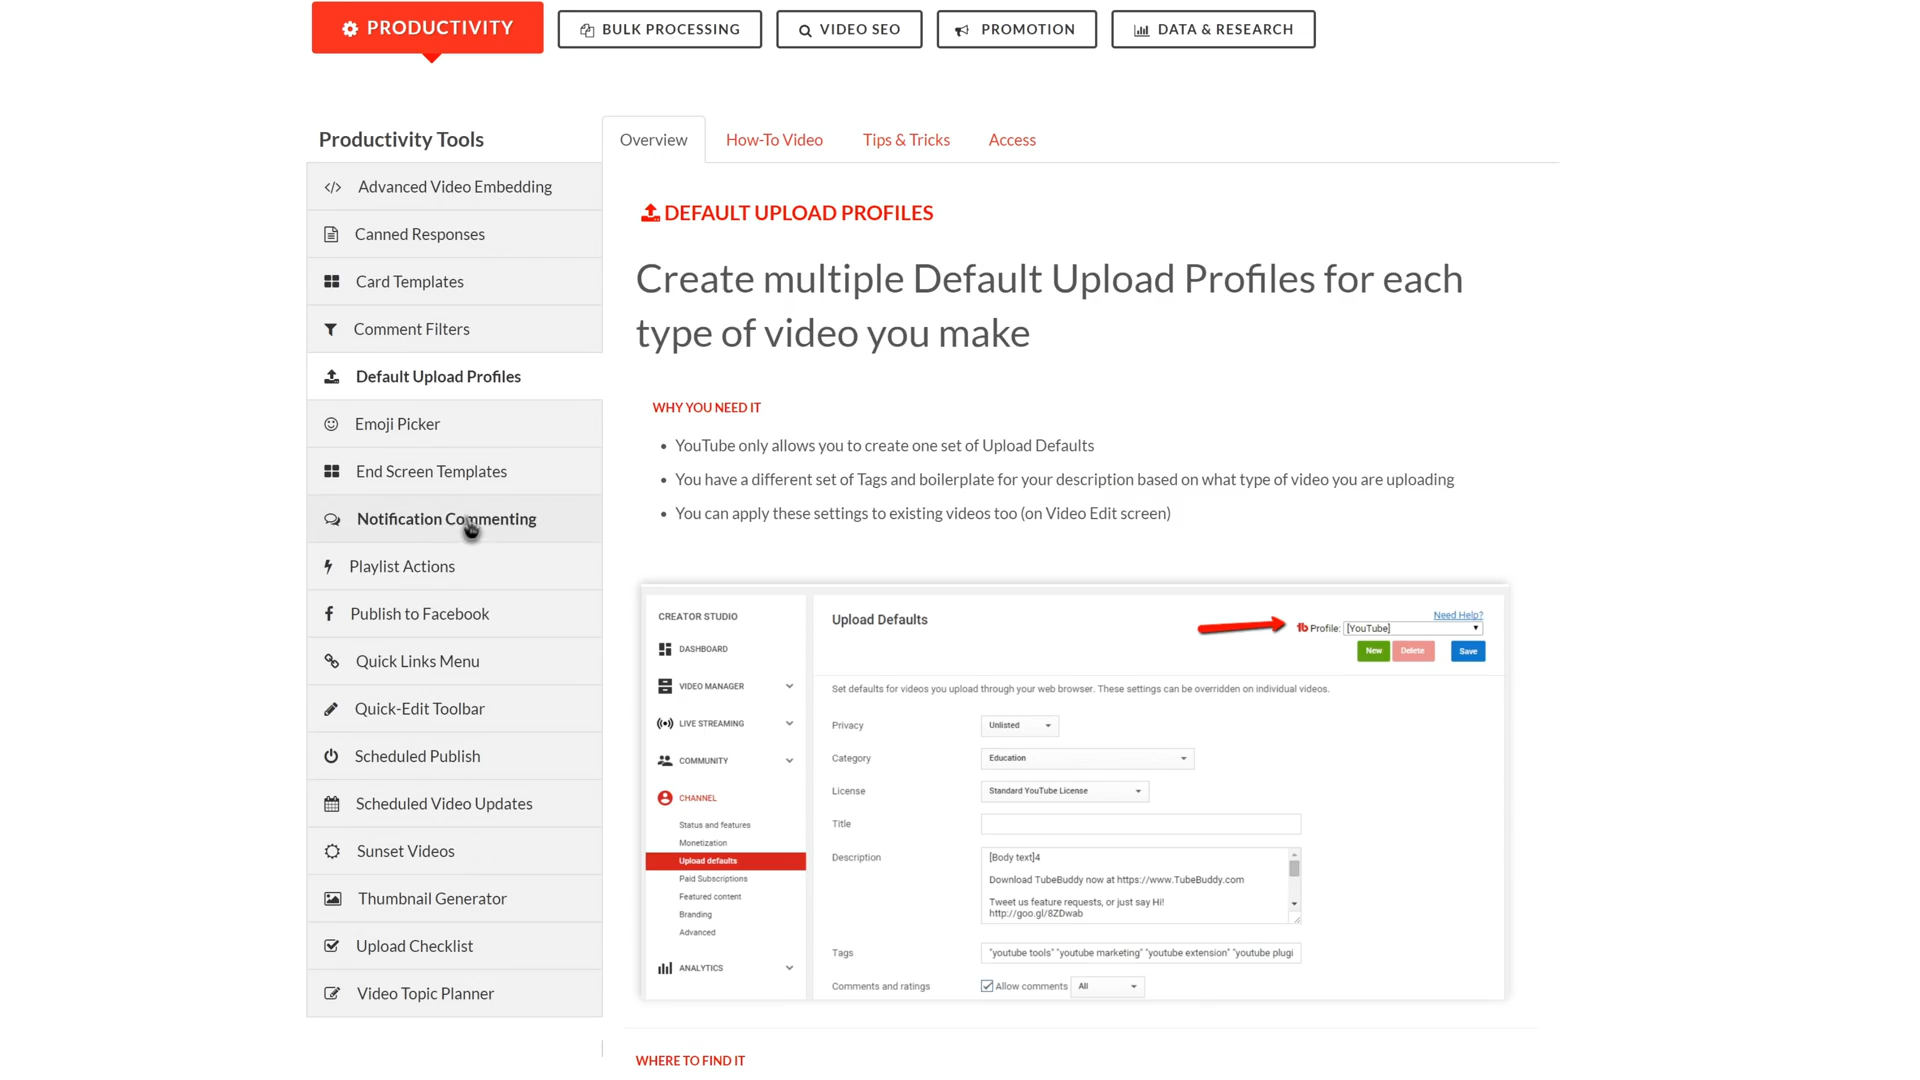 PRODUCTIVITY
BULK PROCESSING
VIDEO SEO
PROMOTION
DATA & RESEARCH
Productivity Tools
Advanced Video Embedding
Canned Responses
Card Templates
Comment Filters
Default Upload Profiles
Emoji Picker
End Screen Templates
Notification Commenting
Playlist Actions
Publish to Facebook
Quick Links Menu
Quick-Edit Toolbar
Scheduled Publish
Scheduled Video Updates
Sunset Videos
Thumbnail Generator
Upload Checklist
Video Topic Planner
Overview
How-To Video
Tips & Tricks
Access
DEFAULT UPLOAD PROFILES
Create multiple Default Upload Profiles for each
type of video you make
WHY YOU NEED IT
• YouTube only allows you to create one set of Upload Defaults
• You have a different set of Tags and boilerplate for your description based on what type of video you are uploading
• You can apply these settings to existing videos too (on Video Edit screen)
CREATOR STUDIO
DASHBOARD
VIDEO MANAGER
LIVE STREAMING
COMMUNITY
CHANNEL
Status and features
Monetization
Upload defaults
Paid Subscriptions
Featured content
Branding
Advanced
ANALYTICS
Upload Defaults
Need Help?
tb Profile: [YouTube]
New
Delete
Save
Set defaults for videos you upload through your web browser. These settings can be overridden on individual videos.
Privacy
Unlisted
Category
Education
License
Standard YouTube License
Title
Description
[Body text]4
Download TubeBuddy now at https://www.TubeBuddy.com
Tweet us feature requests, or just say Hi!
http://goo.gl/8ZDwab
Tags
"youtube tools" "youtube marketing" "youtube extension" "youtube plugi
Comments and ratings
Allow comments
All
WHERE TO FIND IT